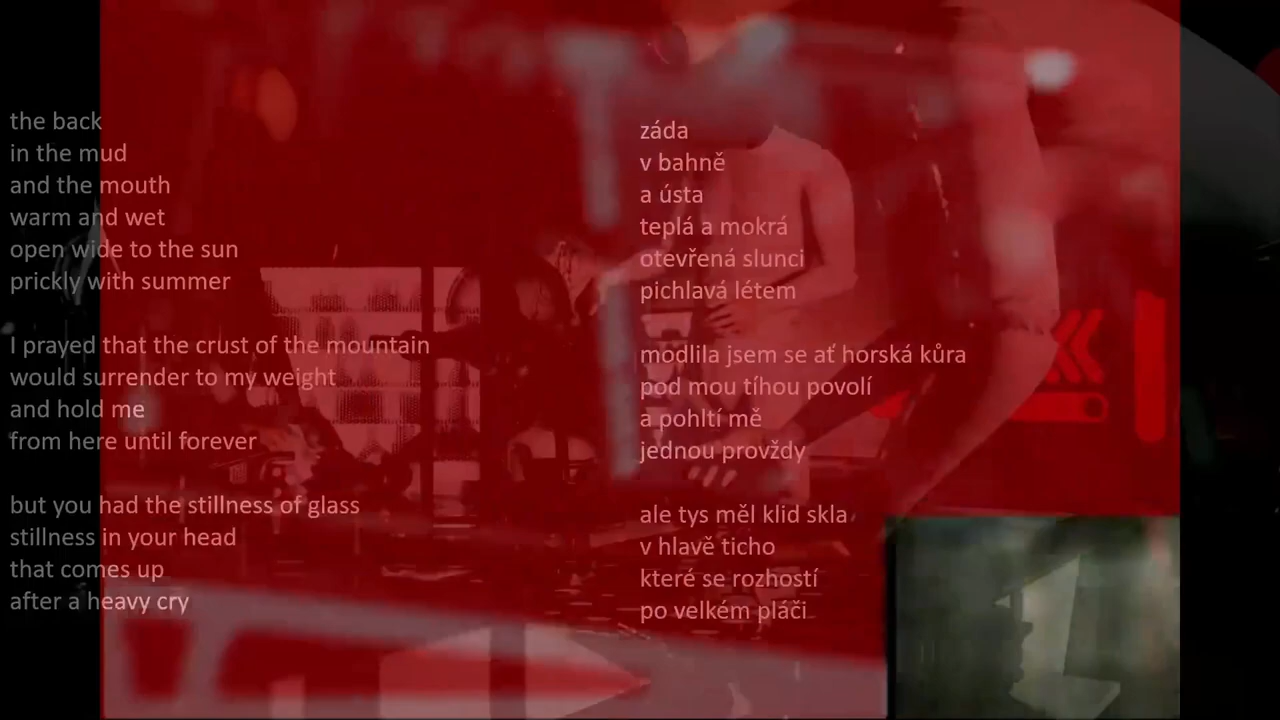 the back
in the mud
and the mouth
warm and wet
open wide to the sun
prickly with summer

I prayed that the crust of the mountain
would surrender to my weight
and hold me
from here until forever

but you had the stillness of glass
stillness in your head
that comes up
after a heavy cry

záda
v bahně
a ústa
teplá a mokrá
otevřená slunci
pichlavá létem

modlila jsem se ať horská kůra
pod mou tíhou povolí
a pohltí mě
jednou provždy

ale tys měl klid skla
v hlavě ticho
které se rozhostí
po velkém pláči